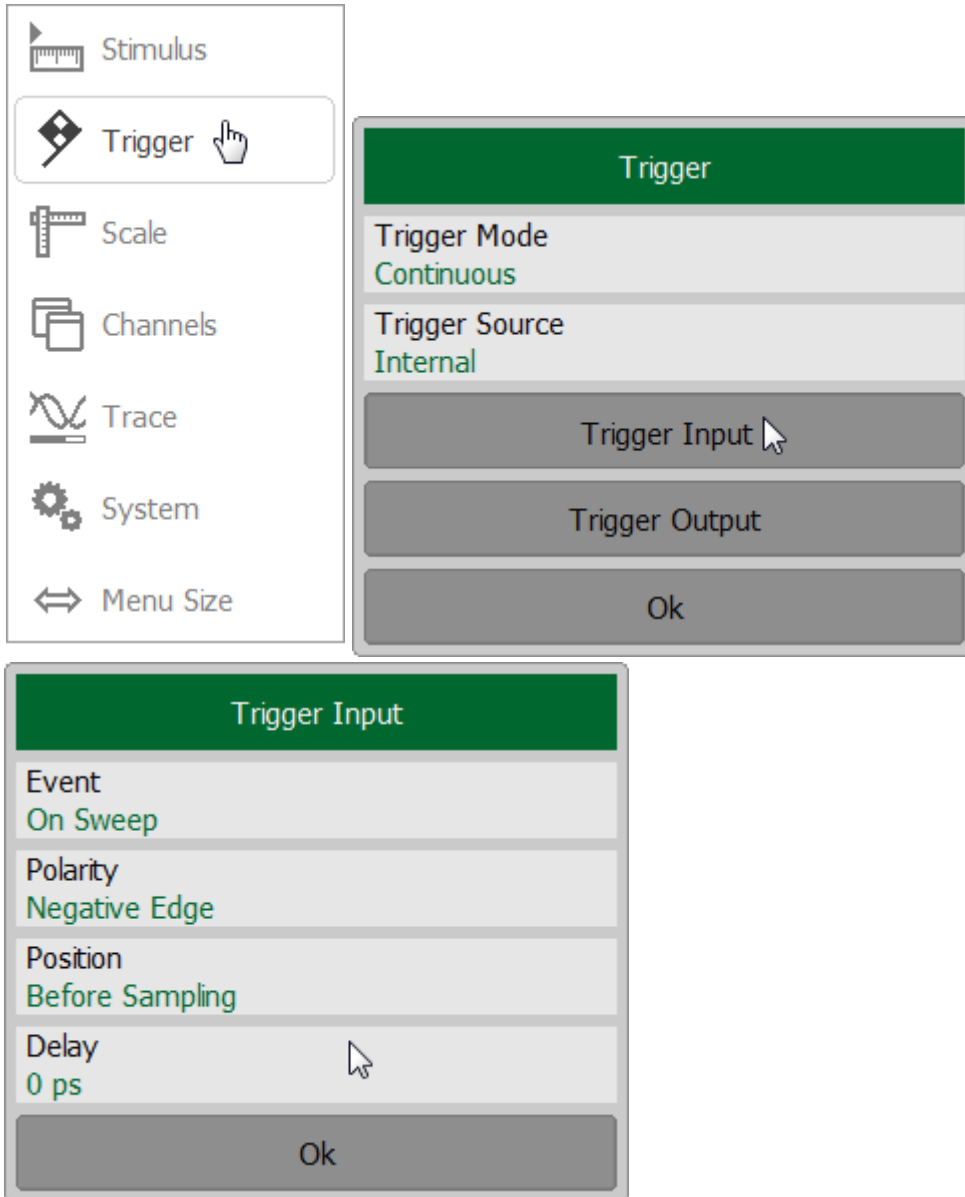 Stimulus
Trigger
Scale
Channels
Trace
System
Menu Size
Trigger
Trigger Mode
Continuous
Trigger Source
Internal
Trigger Input
Trigger Output
Ok
Trigger Input
Event
On Sweep
Polarity
Negative Edge
Position
Before Sampling
Delay
0 ps
Ok